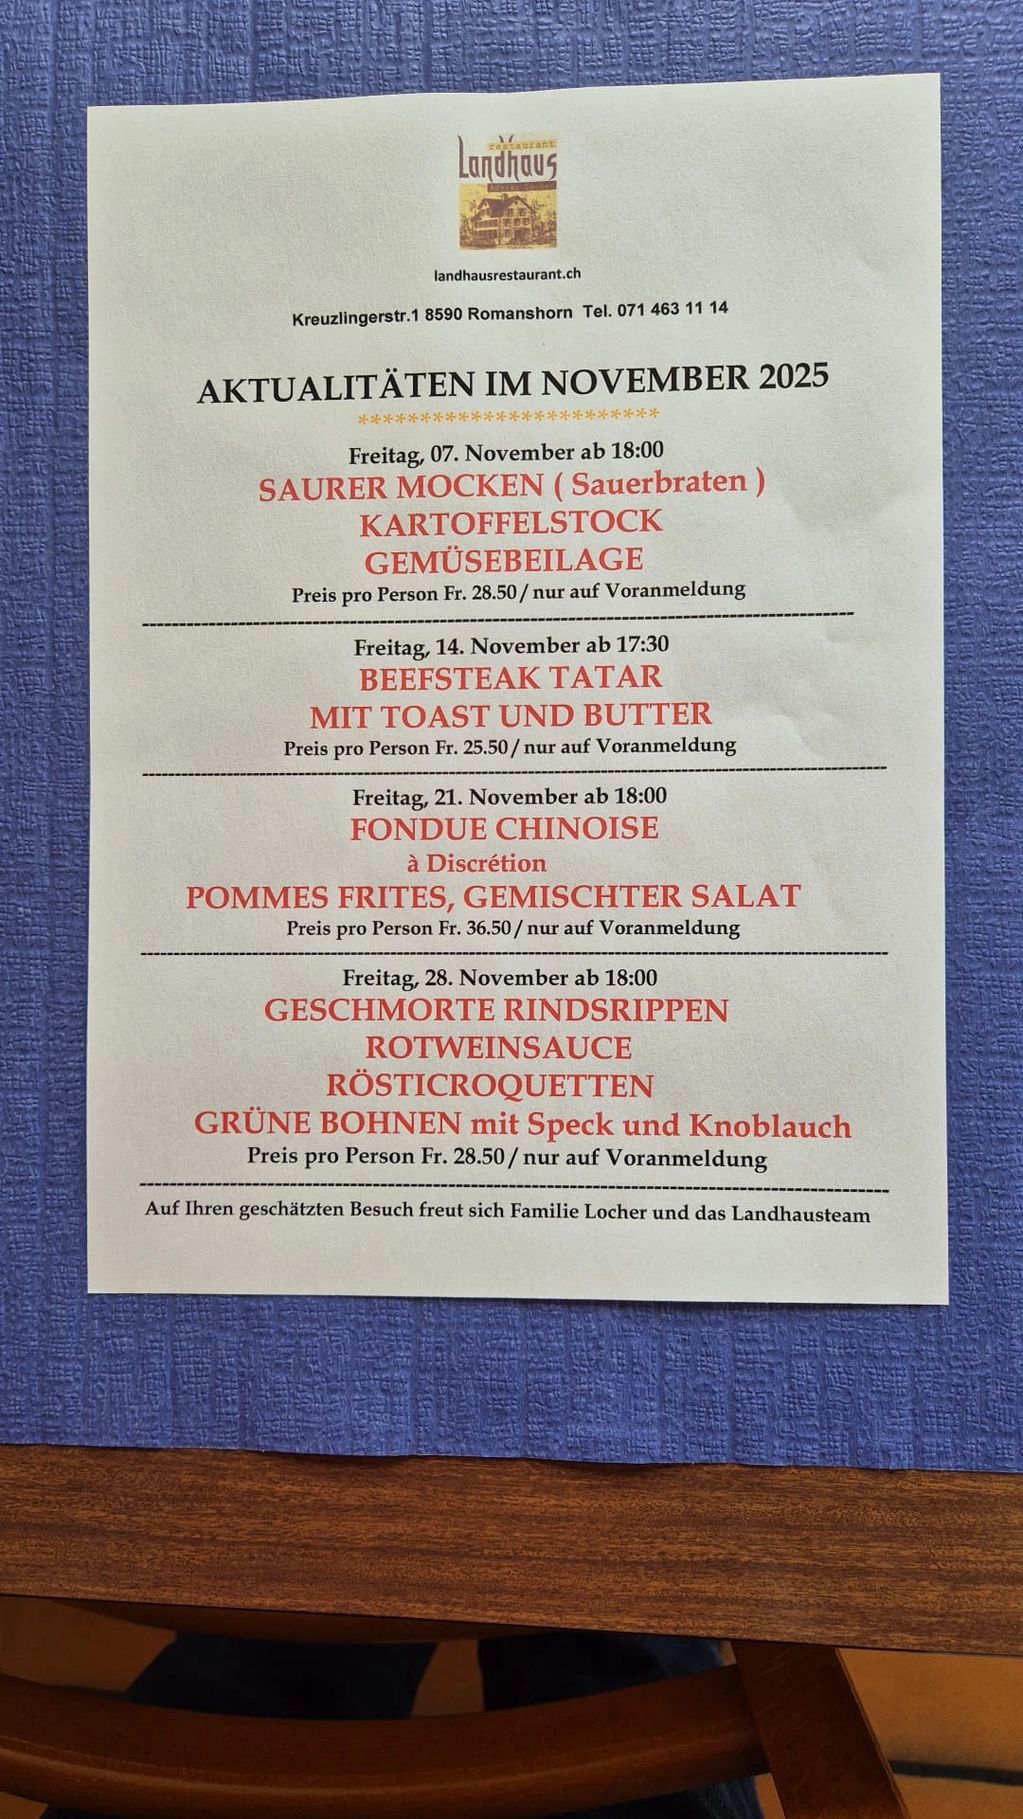 restaurant
Landhaus
landhausrestaurant.ch
Kreuzlingerstr.1 8590 Romanshorn Tel. 071 463 11 14
AKTUALITÄTEN IM NOVEMBER 2025
************************
Freitag, 07. November ab 18:00
SAURER MOCKEN ( Sauerbraten )
KARTOFFELSTOCK
GEMÜSEBEILAGE
Preis pro Person Fr. 28.50 / nur auf Voranmeldung
Freitag, 14. November ab 17:30
BEEFSTEAK TATAR
MIT TOAST UND BUTTER
Preis pro Person Fr. 25.50 / nur auf Voranmeldung
Freitag, 21. November ab 18:00
FONDUE CHINOISE
à Discrétion
POMMES FRITES, GEMISCHTER SALAT
Preis pro Person Fr. 36.50 / nur auf Voranmeldung
Freitag, 28. November ab 18:00
GESCHMORTE RINDSRIPPEN
ROTWEINSAUCE
RÖSTICROQUETTEN
GRÜNE BOHNEN mit Speck und Knoblauch
Preis pro Person Fr. 28.50 / nur auf Voranmeldung
Auf Ihren geschätzten Besuch freut sich Familie Locher und das Landhausteam